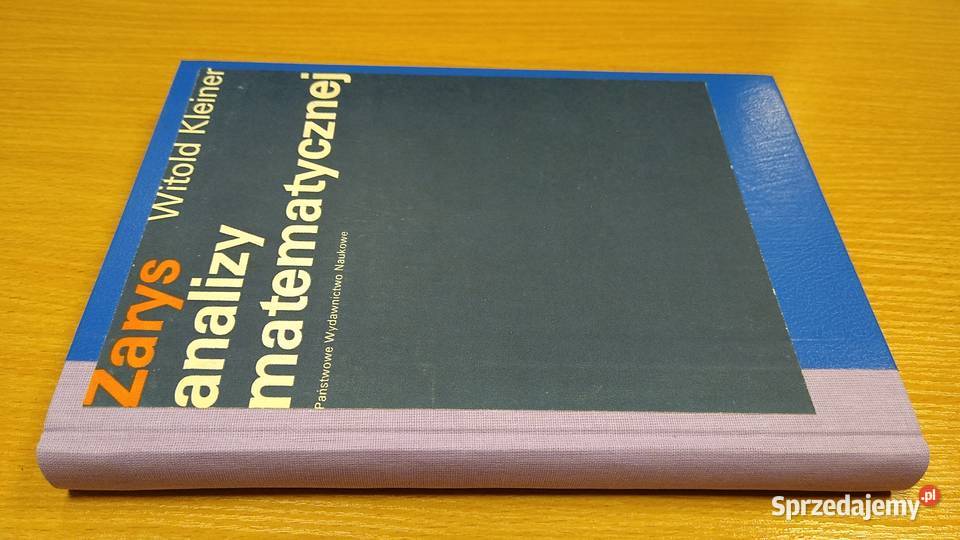 Witold Kleiner
Zarys
analizy
matematycznej
Państwowe Wydawnictwo Naukowe
Sprzedajemy.pl